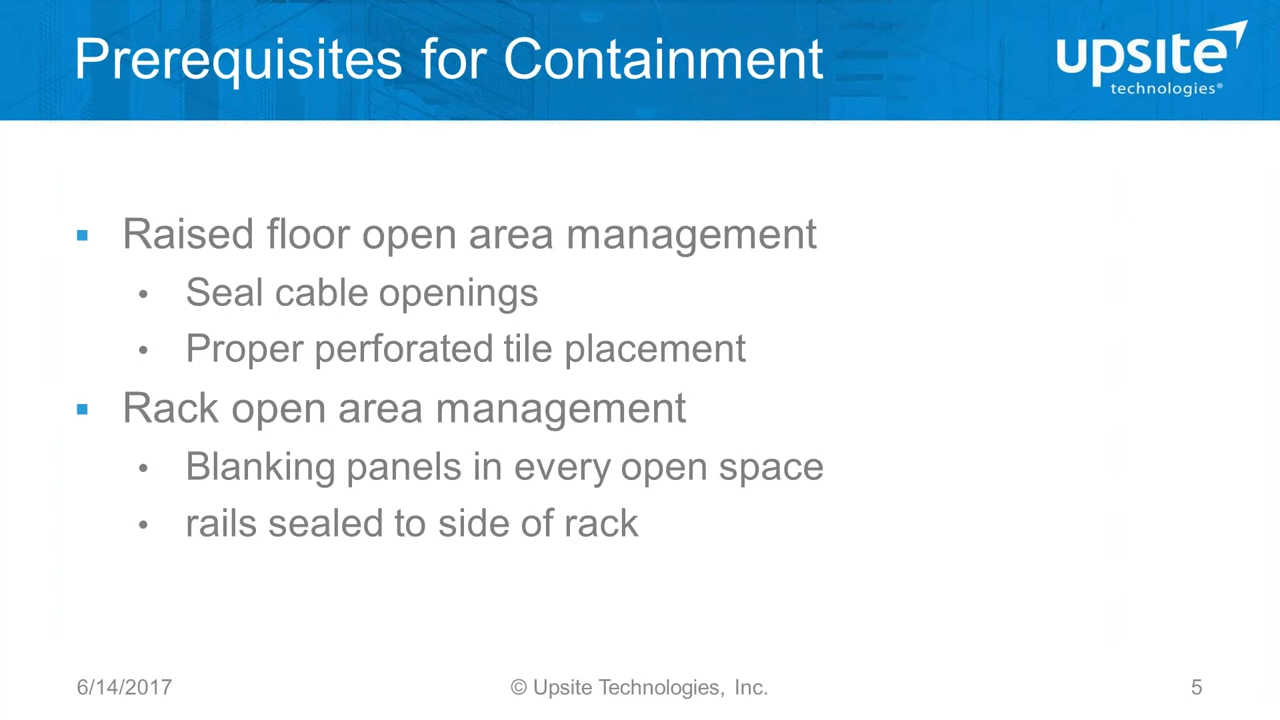 Prerequisites for Containment
upsite
technologies®
▪ Raised floor open area management
• Seal cable openings
• Proper perforated tile placement
▪ Rack open area management
• Blanking panels in every open space
• rails sealed to side of rack
6/14/2017
© Upsite Technologies, Inc.
5